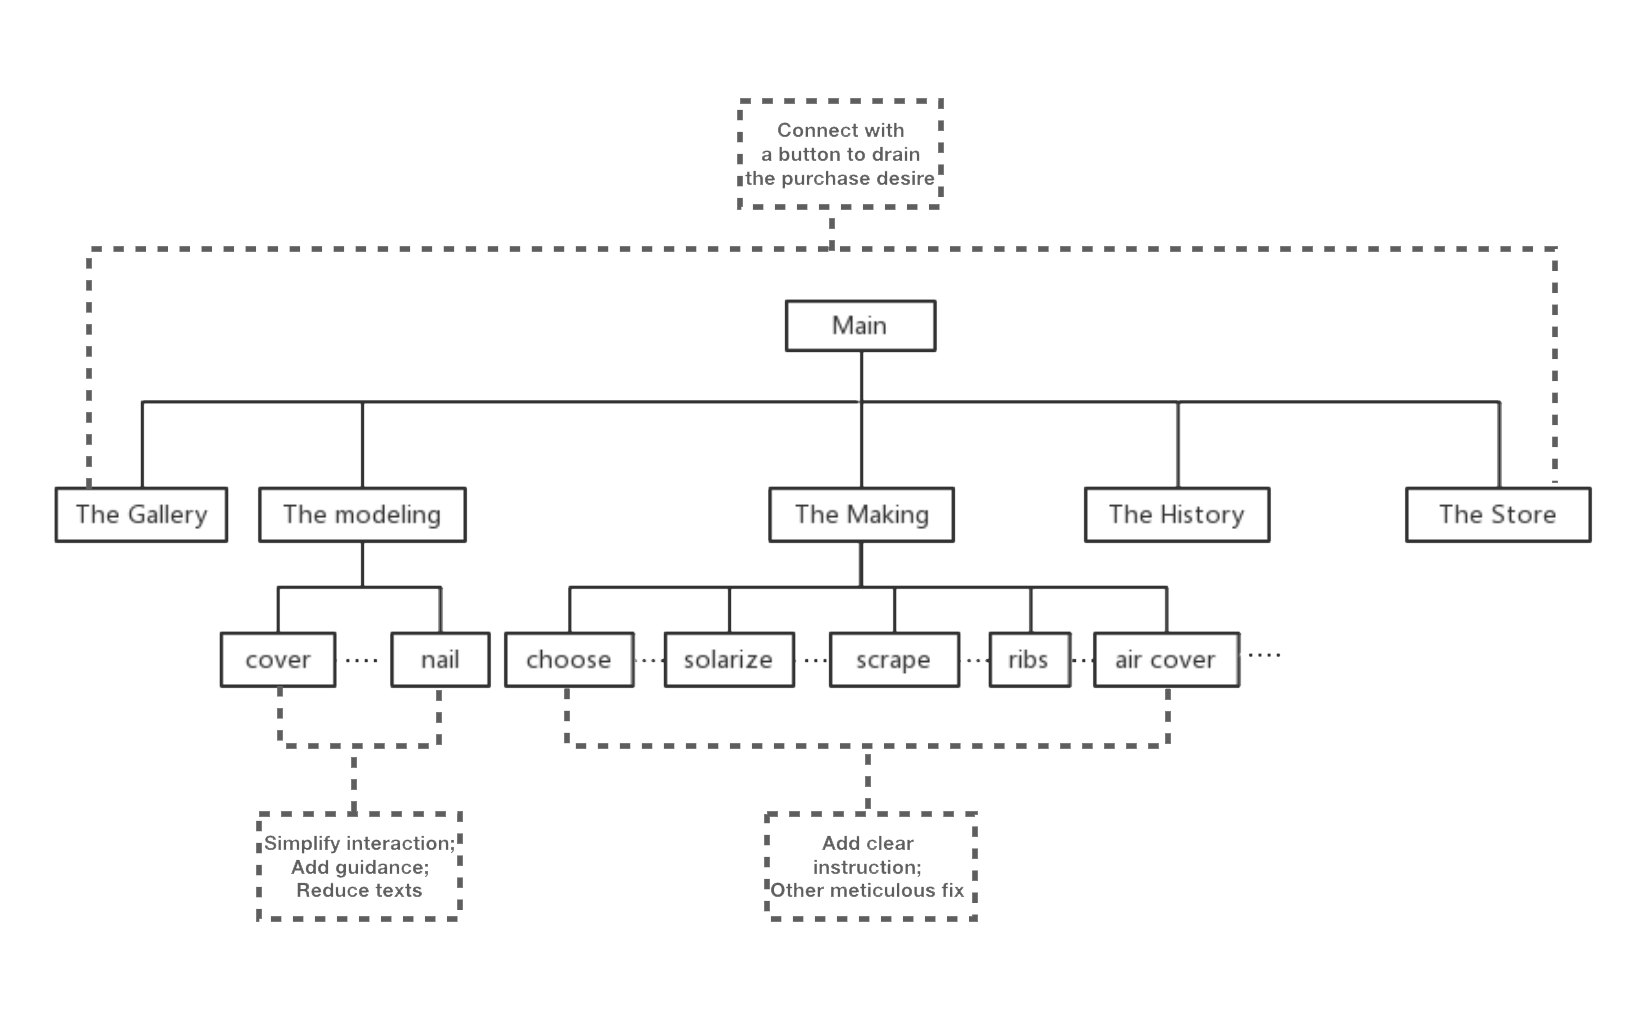 Connect with
a button to drain
the purchase desire
Main
The Gallery
The modeling
The Making
The History
The Store
cover
....
nail
choose
....
solarize
...
scrape
...
ribs
...
air cover
....
Simplify interaction;
Add guidance;
Reduce texts
Add clear
instruction;
Other meticulous fix